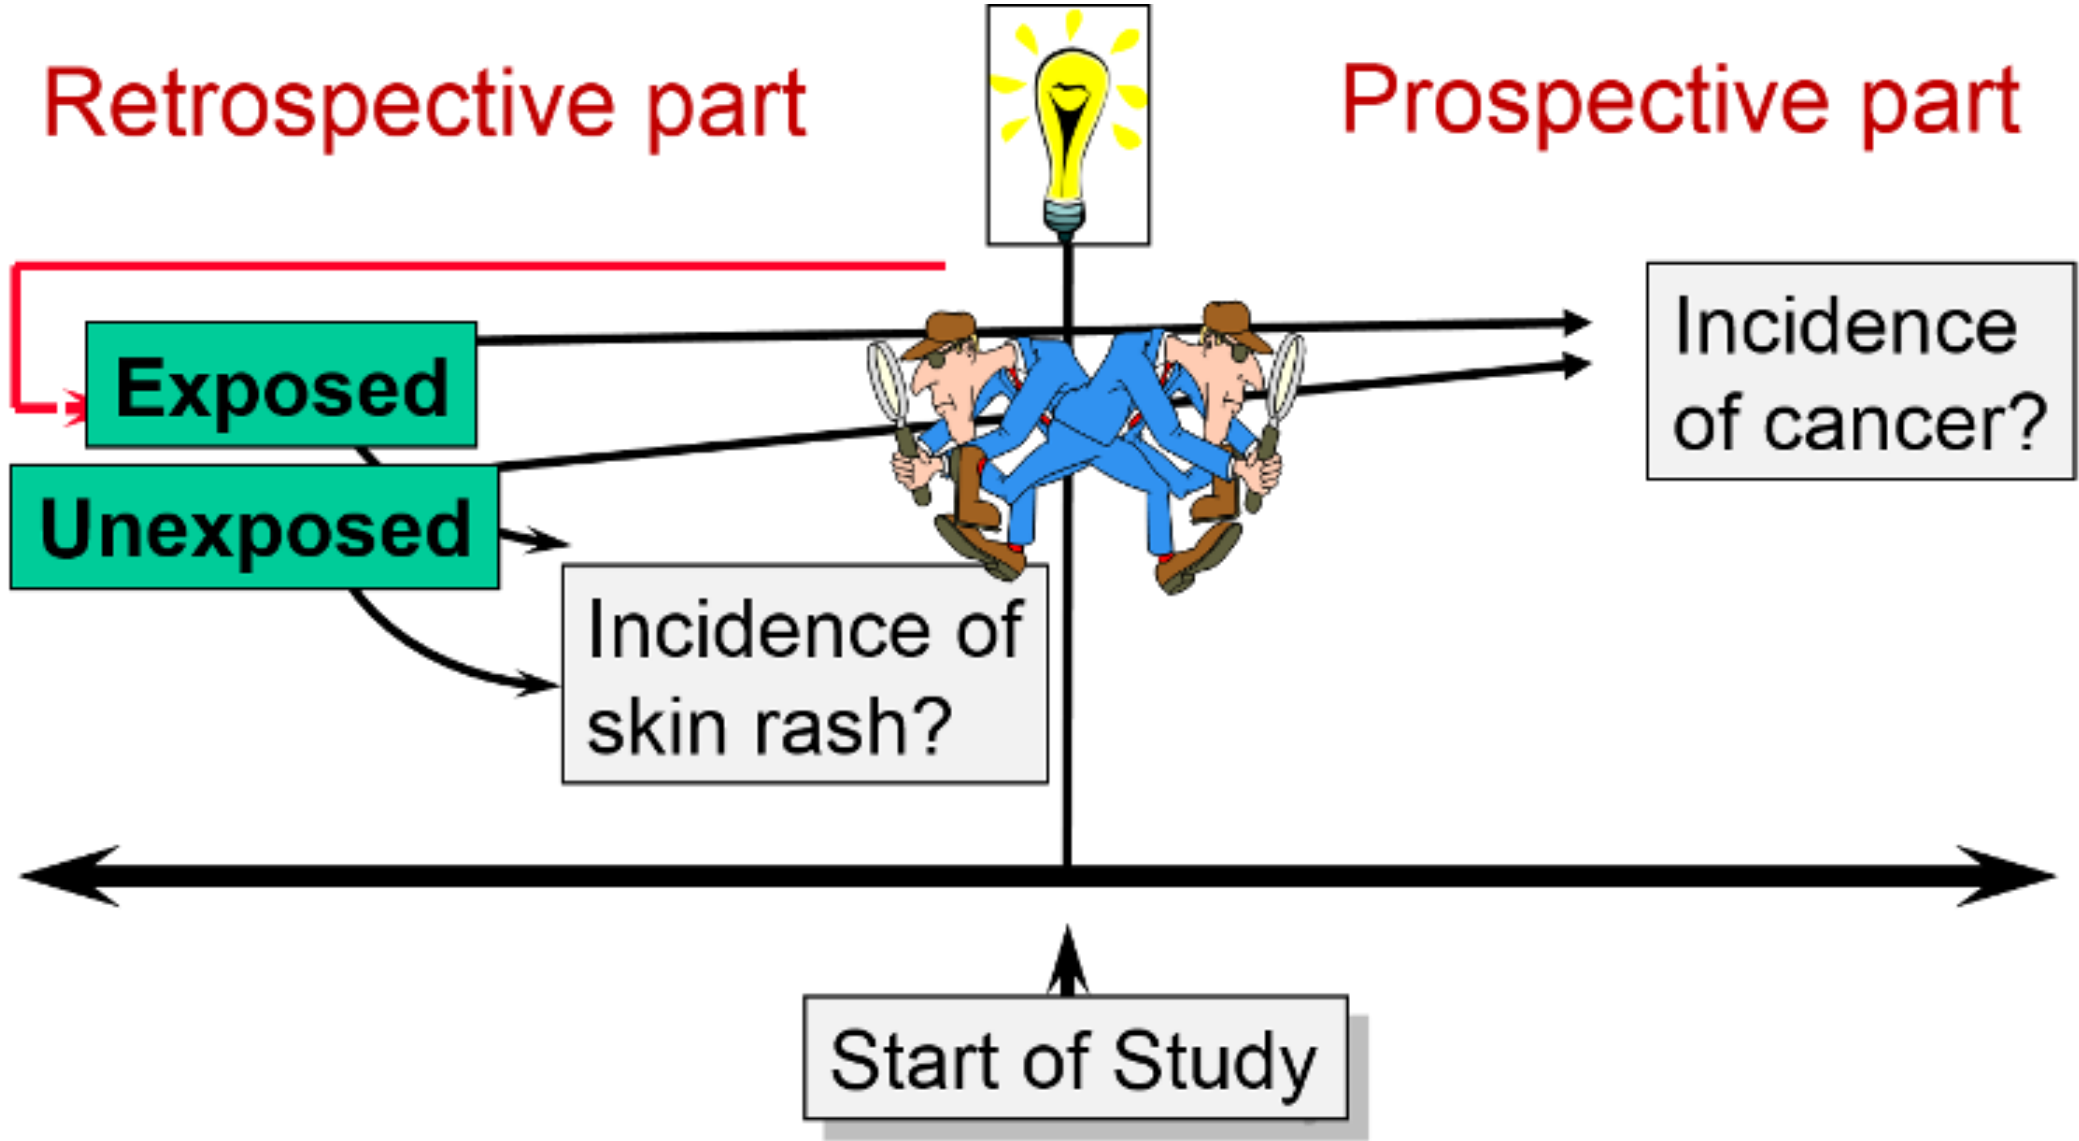 Retrospective part
Prospective part
Exposed
Unexposed
Incidence
of cancer?
Incidence of
skin rash?
Start of Study